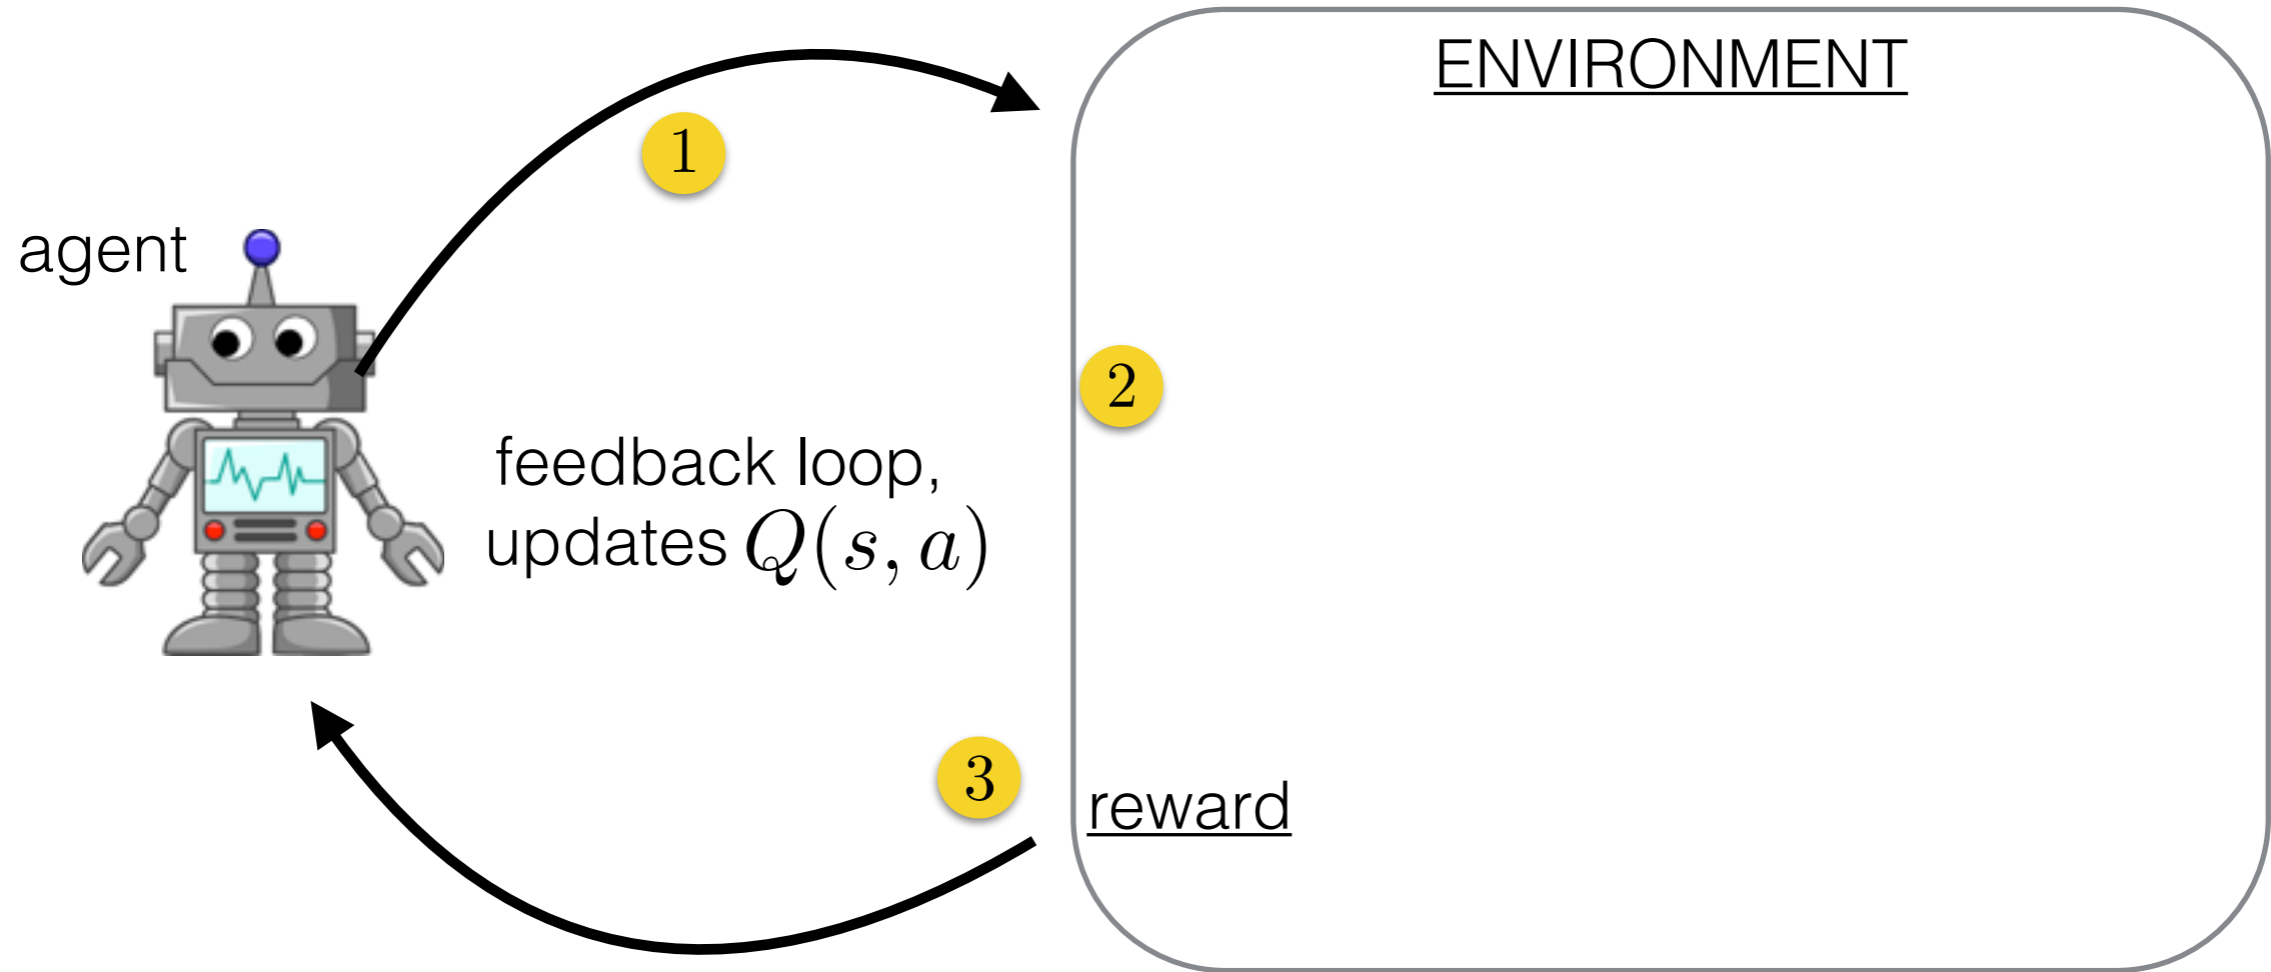 ENVIRONMENT
1
agent
2
feedback loop,
updates Q(s, a)
3
reward